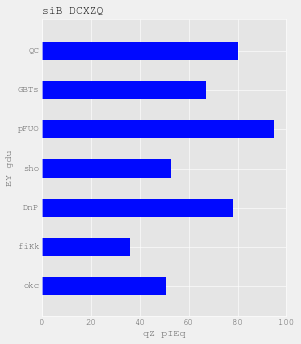 siB DCXZQ
QC
GBTs
pFUO
sho
DnP
fiKk
okc
EY gdu
0 20 40 60 80 100
qZ pIEq